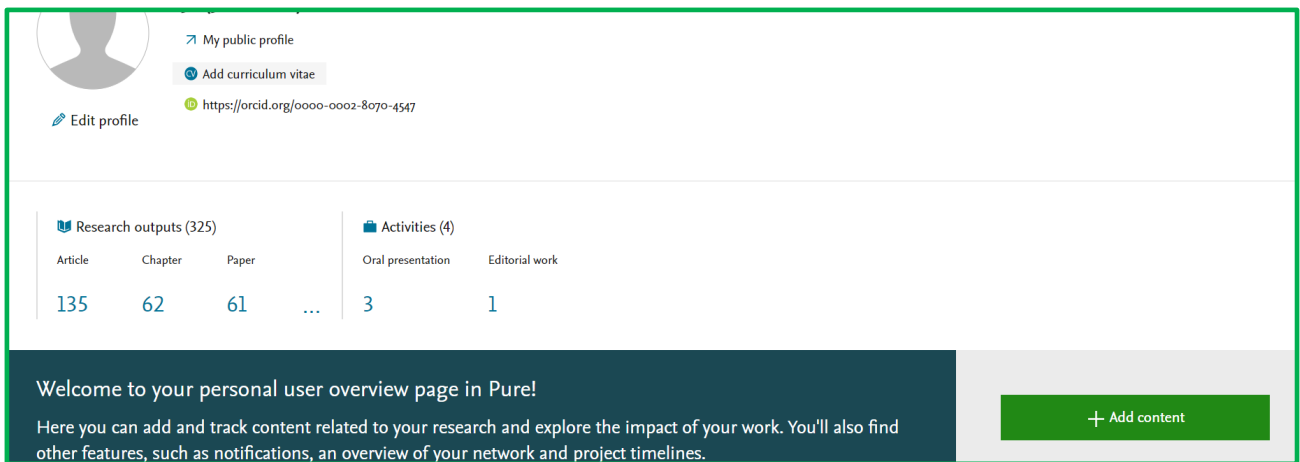 My public profile
CV Add curriculum vitae
iD https://orcid.org/0000-0002-8070-4547
Edit profile
Research outputs (325)
Article Chapter Paper
135 62 61 ...
Activities (4)
Oral presentation Editorial work
3 1
Welcome to your personal user overview page in Pure!
Here you can add and track content related to your research and explore the impact of your work. You'll also find
other features, such as notifications, an overview of your network and project timelines.
+ Add content